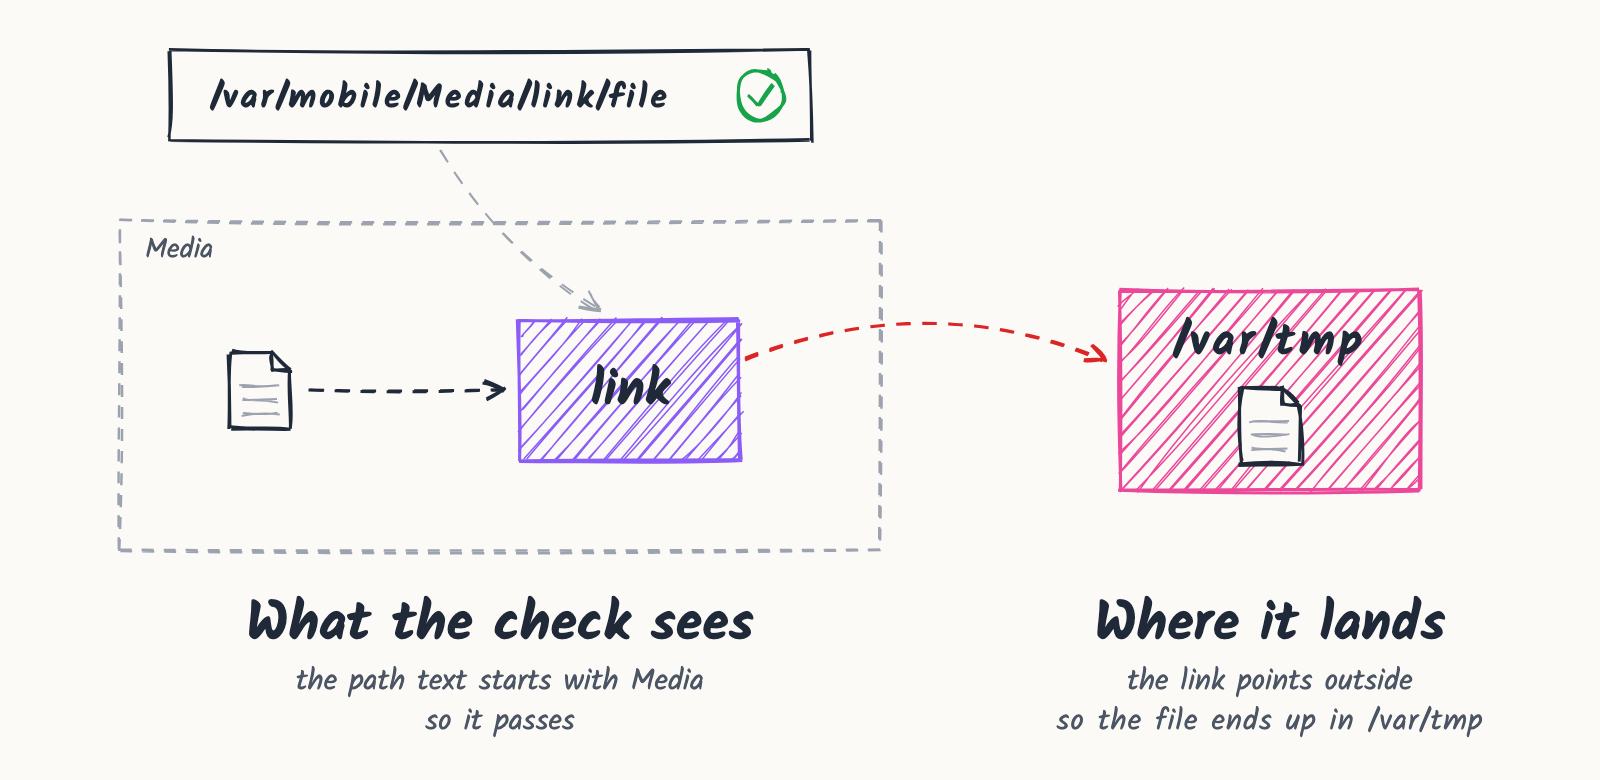 /var/mobile/Media/link/file
Media
link
/var/tmp
What the check sees
the path text starts with Media
so it passes
Where it lands
the link points outside
so the file ends up in /var/tmp